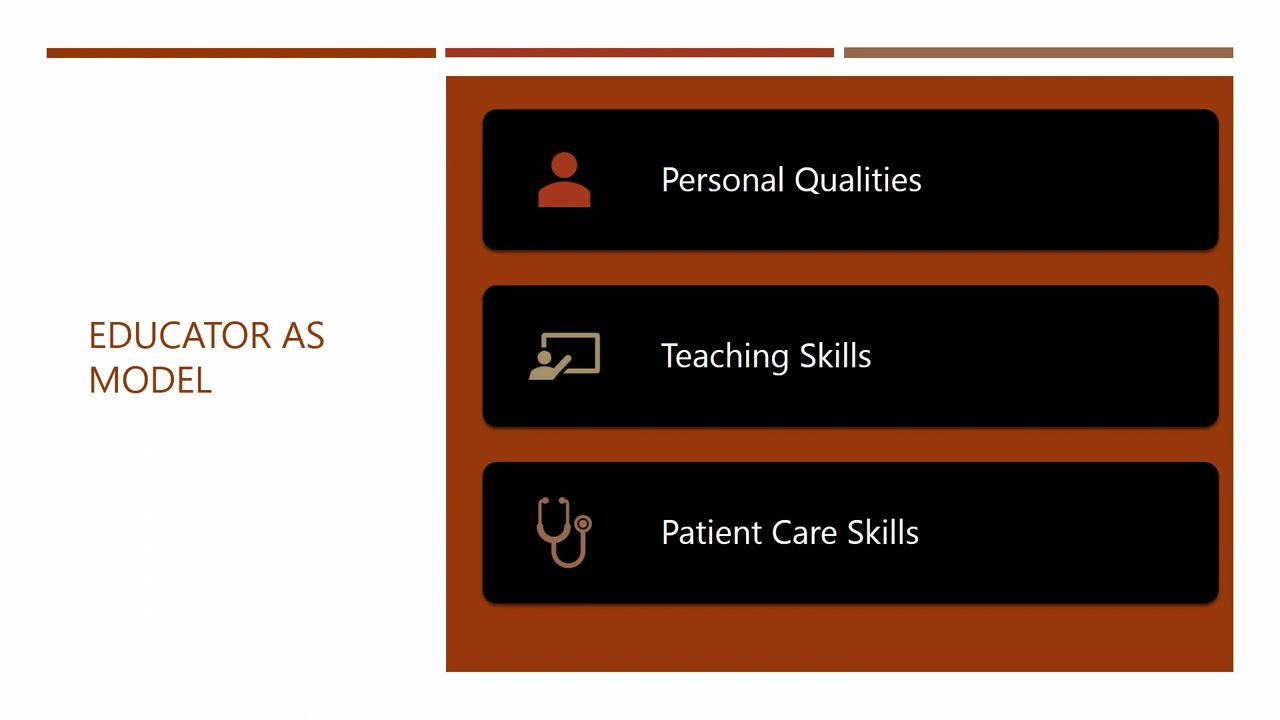 EDUCATOR AS
MODEL
Personal Qualities
Teaching Skills
Patient Care Skills